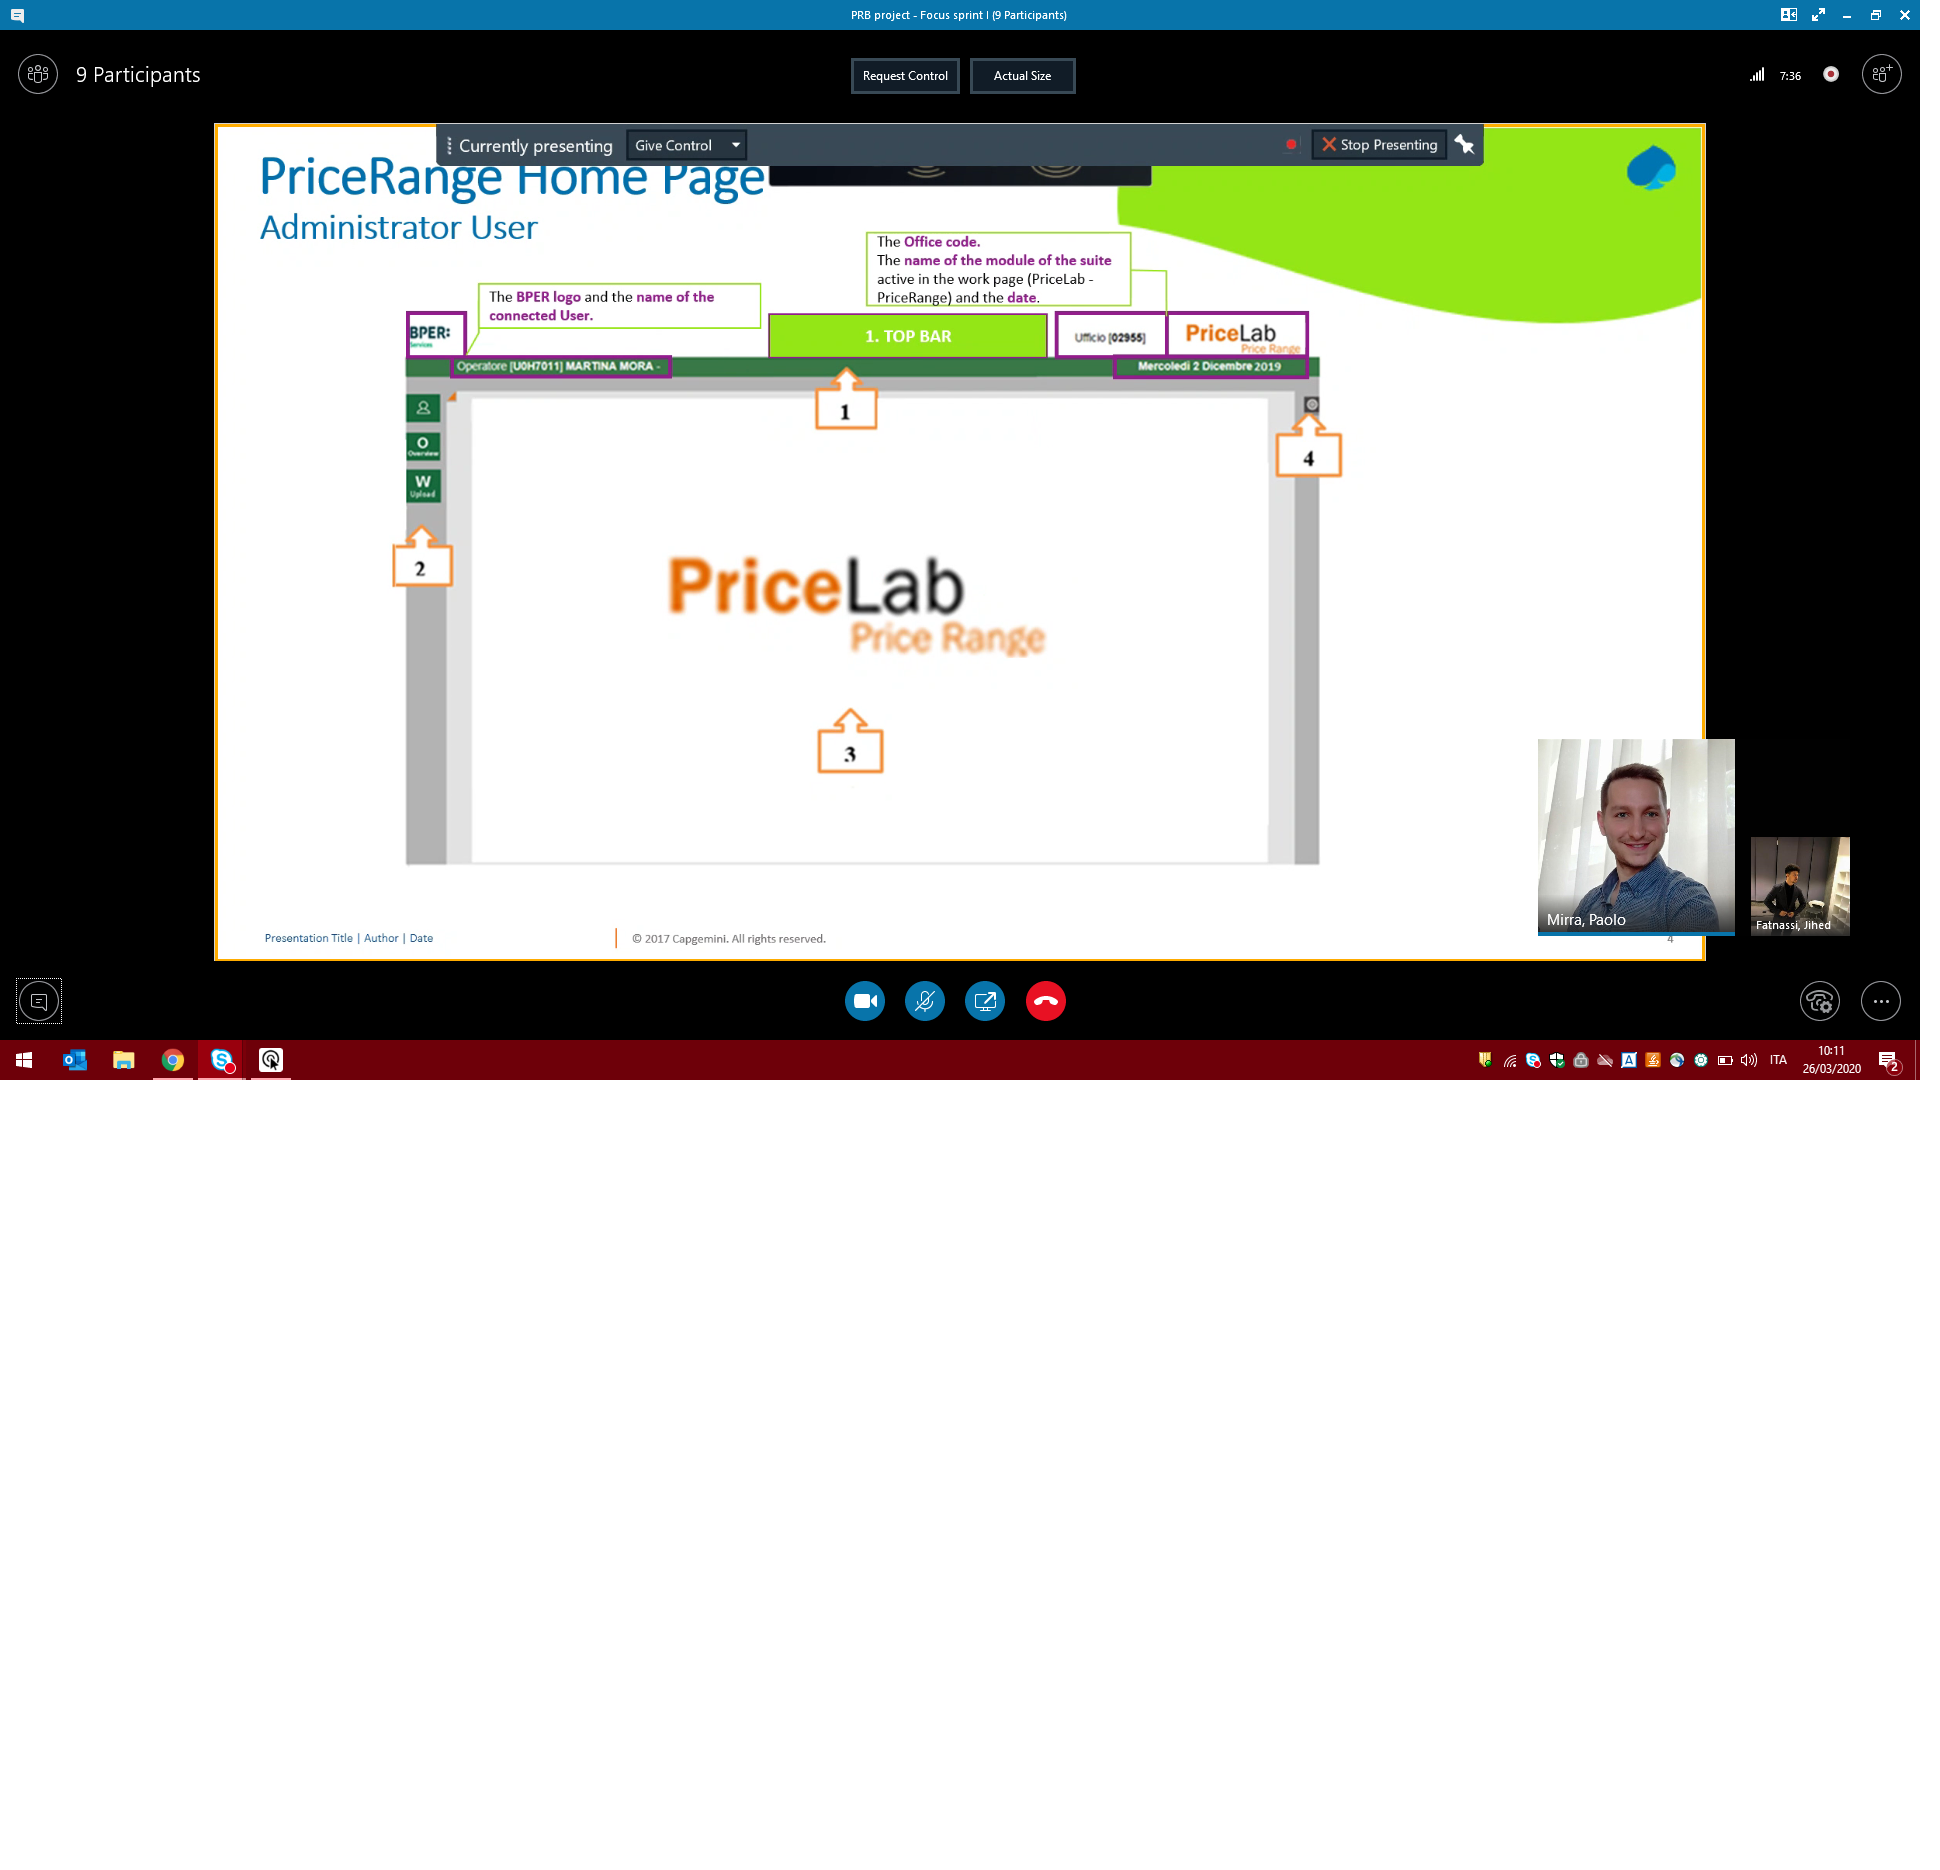 PRB project - Focus sprint I (9 Participants)
9 Participants
Request Control
Actual Size
7:36
Currently presenting
Give Control
Stop Presenting
PriceRange Home Page
Administrator User
The Office code.
The name of the module of the suite
active in the work page (PriceLab -
PriceRange) and the date.
The BPER logo and the name of the
connected User.
BPER:
Services
1. TOP BAR
Ufficio [02955]
PriceLab
Price Range
Operatore [U0H7011] MARTINA MORA -
Mercoledì 2 Dicembre 2019
1
O
Overview
4
W
Upload
2
PriceLab
Price Range
3
Mirra, Paolo
Fatnassi, Jihed
Presentation Title | Author | Date
© 2017 Capgemini. All rights reserved.
4
ITA
10:11
26/03/2020
2